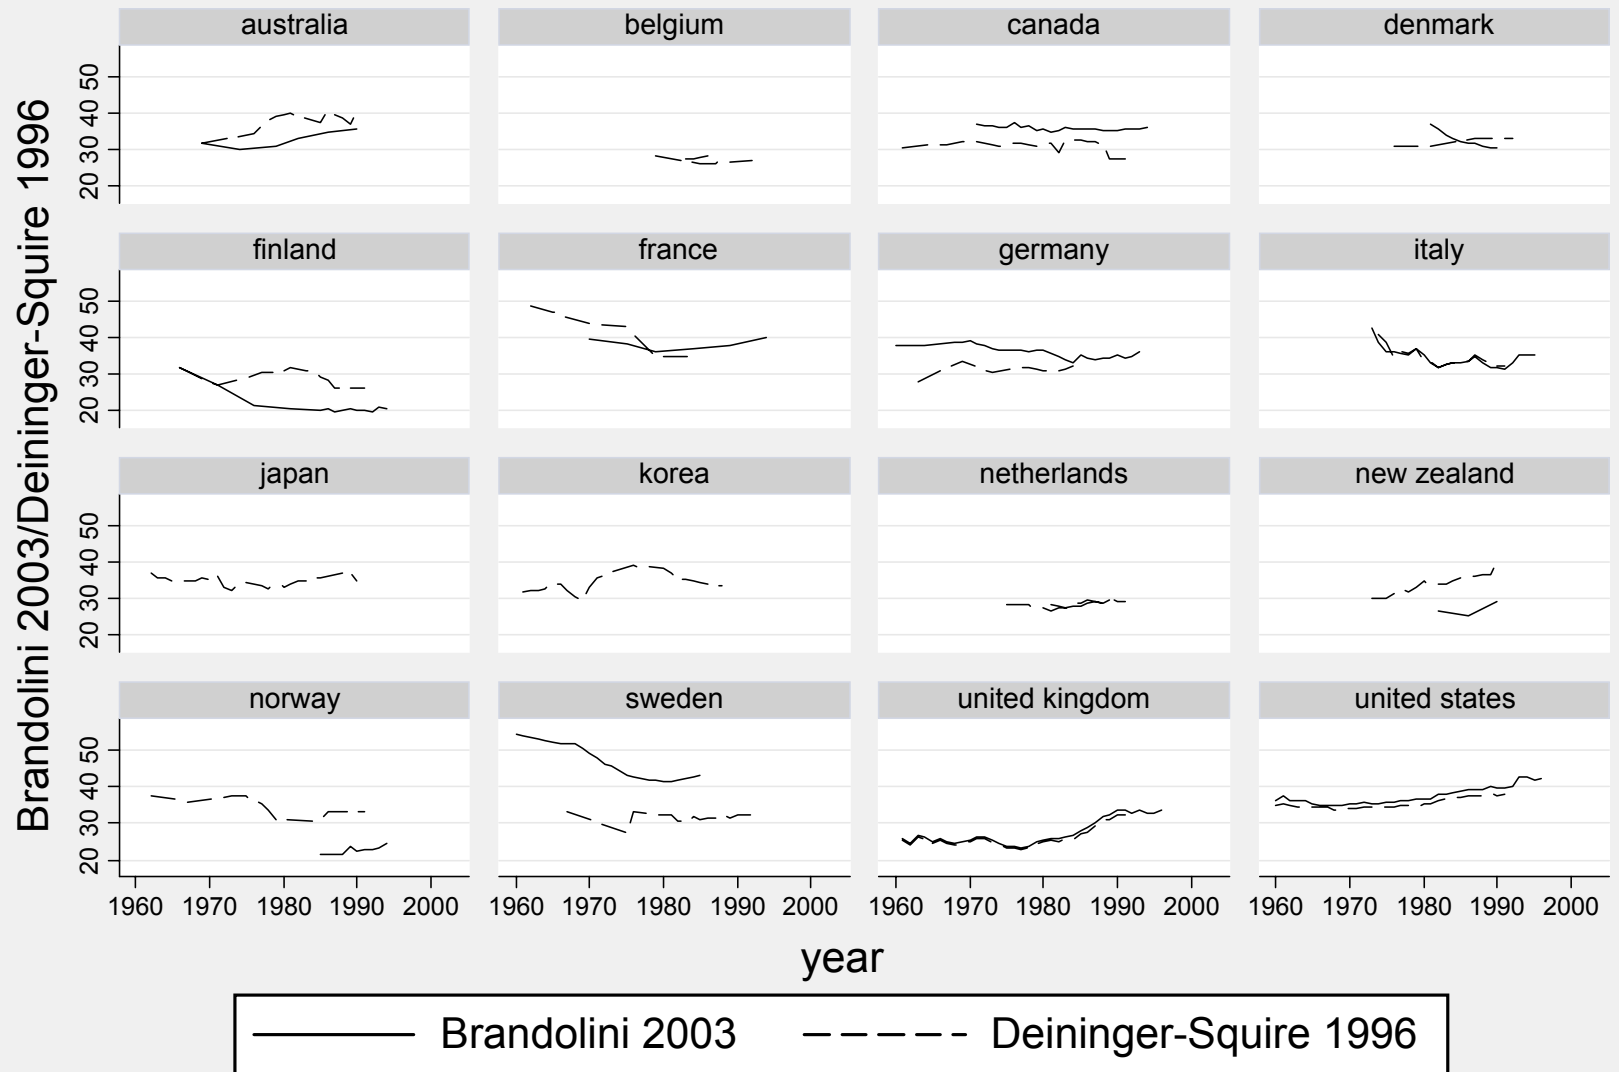 australia belgium canada denmark
50
40
30
20
finland france germany italy
50
40
30
20
japan korea netherlands new zealand
50
40
30
20
norway sweden united kingdom united states
50
40
30
20
1960 1970 1980 1990 2000 1960 1970 1980 1990 2000 1960 1970 1980 1990 2000 1960 1970 1980 1990 2000
Brandolini 2003/Deininger-Squire 1996
year
Brandolini 2003 Deininger-Squire 1996